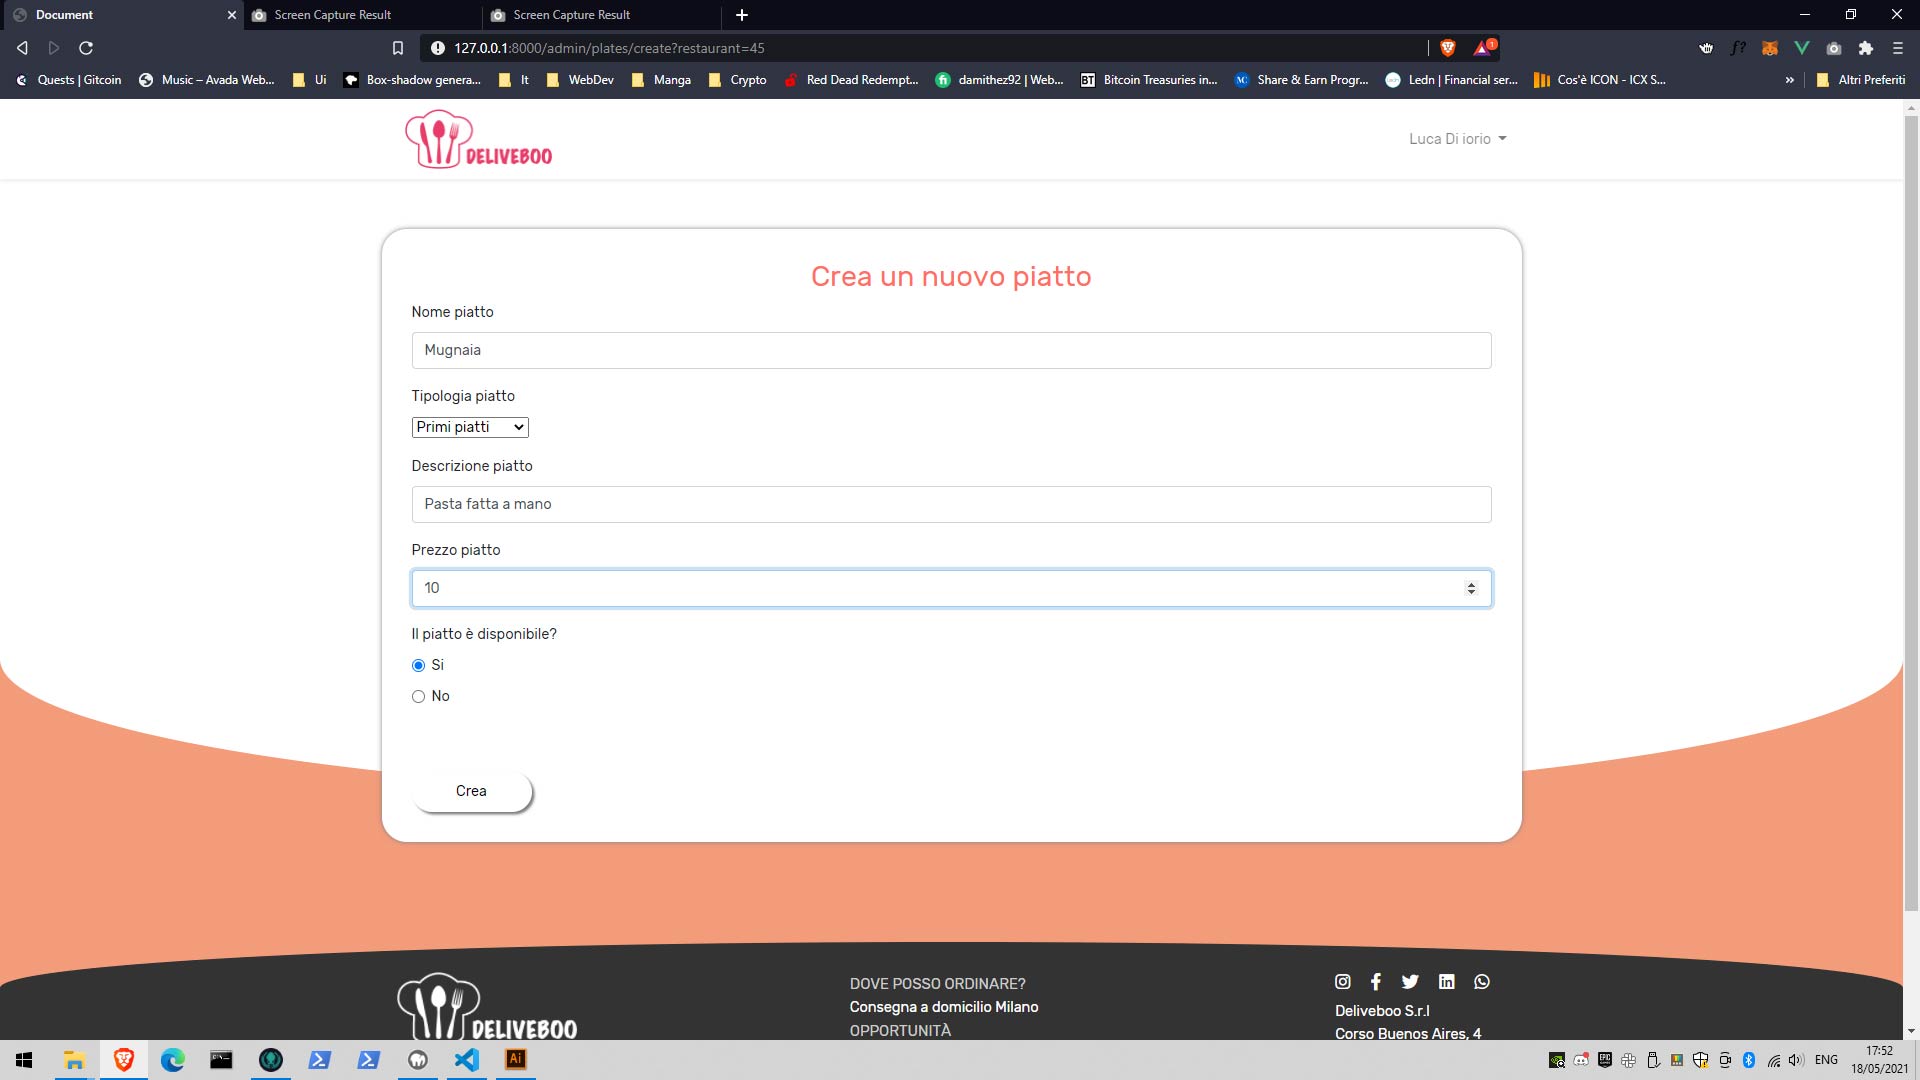 Document
Screen Capture Result
Screen Capture Result
127.0.0.1:8000/admin/plates/create?restaurant=45
1
f?
Quests | Gitcoin
Music – Avada Web...
Ui
Box-shadow genera...
It
WebDev
Manga
Crypto
Red Dead Redempt...
damithez92 | Web...
BT
Bitcoin Treasuries in...
MC
Share & Earn Progr...
Ledn | Financial ser...
Cos'è ICON - ICX S...
»
Altri Preferiti
DELIVEBOO
Luca Di iorio
Crea un nuovo piatto
Nome piatto
Mugnaia
Tipologia piatto
Primi piatti
Descrizione piatto
Pasta fatta a mano
Prezzo piatto
10
Il piatto è disponibile?
Si
No
Crea
DELIVEBOO
DOVE POSSO ORDINARE?
Consegna a domicilio Milano
OPPORTUNITÀ
Deliveboo S.r.l
Corso Buenos Aires, 4
Ai
EPIC
ENG
17:52
18/05/2021